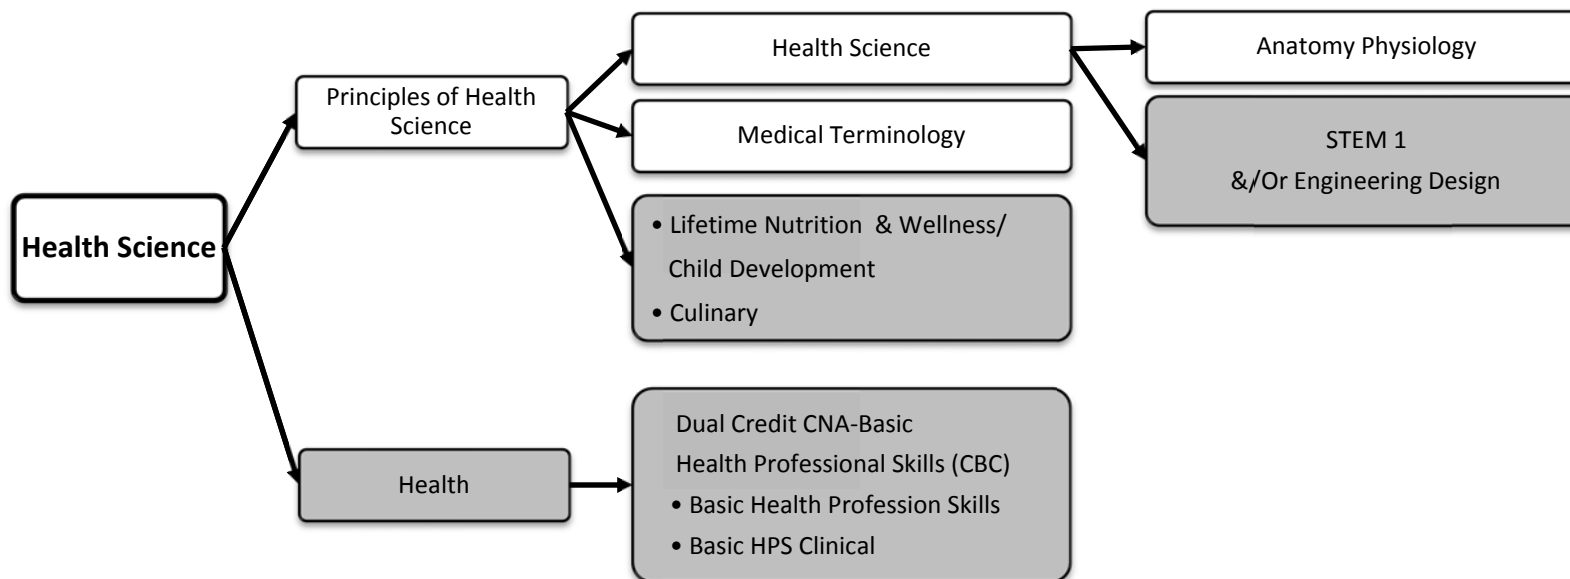 Health Science
Principles of Health
Science
Health Science
Medical Terminology
• Lifetime Nutrition & Wellness/
Child Development
• Culinary
Anatomy Physiology
STEM 1
&/Or Engineering Design
Health
Dual Credit CNA-Basic
Health Professional Skills (CBC)
• Basic Health Profession Skills
• Basic HPS Clinical